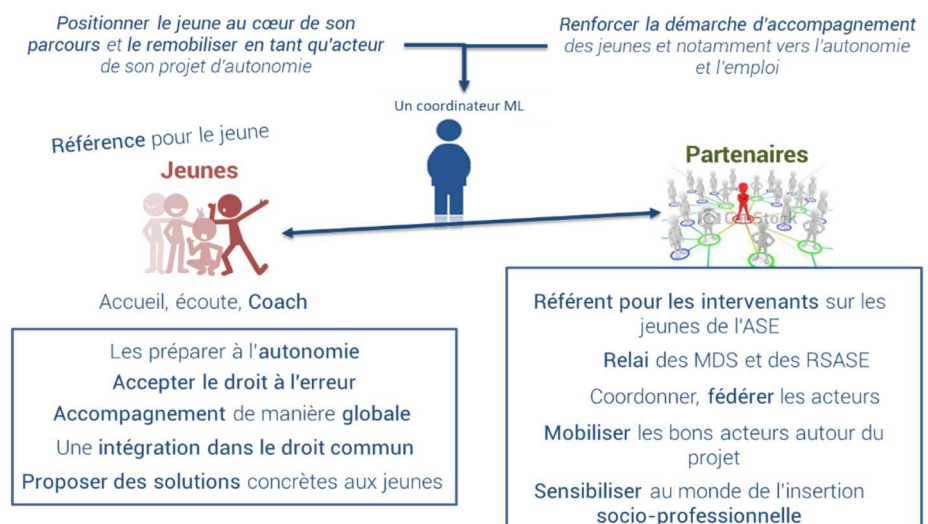 Positionner le jeune au cœur de son
parcours et le remobiliser en tant qu'acteur
de son projet d'autonomie
Renforcer la démarche d'accompagnement
des jeunes et notamment vers l'autonomie
et l'emploi
Un coordinateur ML
Référence pour le jeune
Jeunes
Partenaires
Accueil, écoute, Coach
Les préparer à l'autonomie
Accepter le droit à l'erreur
Accompagnement de manière globale
Une intégration dans le droit commun
Proposer des solutions concrètes aux jeunes
Référent pour les intervenants sur les
jeunes de l'ASE
Relai des MDS et des RSASE
Coordonner, fédérer les acteurs
Mobiliser les bons acteurs autour du
projet
Sensibiliser au monde de l'insertion
socio-professionnelle